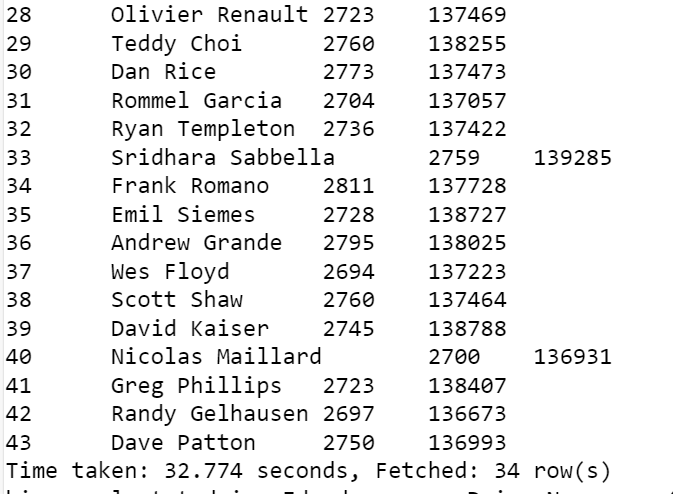 28 Olivier Renault 2723 137469
29 Teddy Choi 2760 138255
30 Dan Rice 2773 137473
31 Rommel Garcia 2704 137057
32 Ryan Templeton 2736 137422
33 Sridhara Sabbella 2759 139285
34 Frank Romano 2811 137728
35 Emil Siemes 2728 138727
36 Andrew Grande 2795 138025
37 Wes Floyd 2694 137223
38 Scott Shaw 2760 137464
39 David Kaiser 2745 138788
40 Nicolas Maillard 2700 136931
41 Greg Phillips 2723 138407
42 Randy Gelhausen 2697 136673
43 Dave Patton 2750 136993
Time taken: 32.774 seconds, Fetched: 34 row(s)